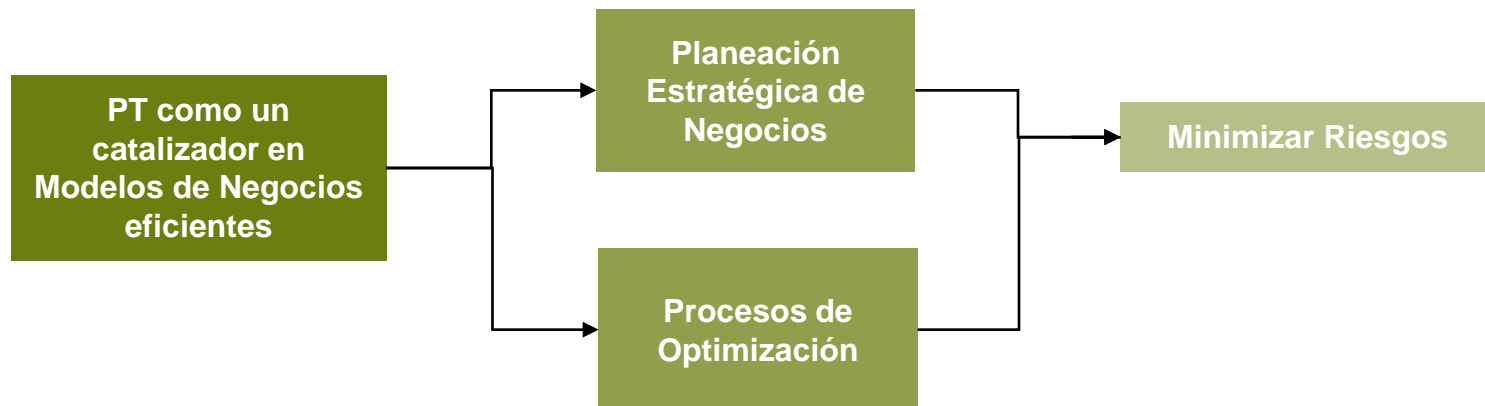 PT como un
catalizador en
Modelos de Negocios
eficientes
Planeación
Estratégica de
Negocios
Procesos de
Optimización
Minimizar Riesgos